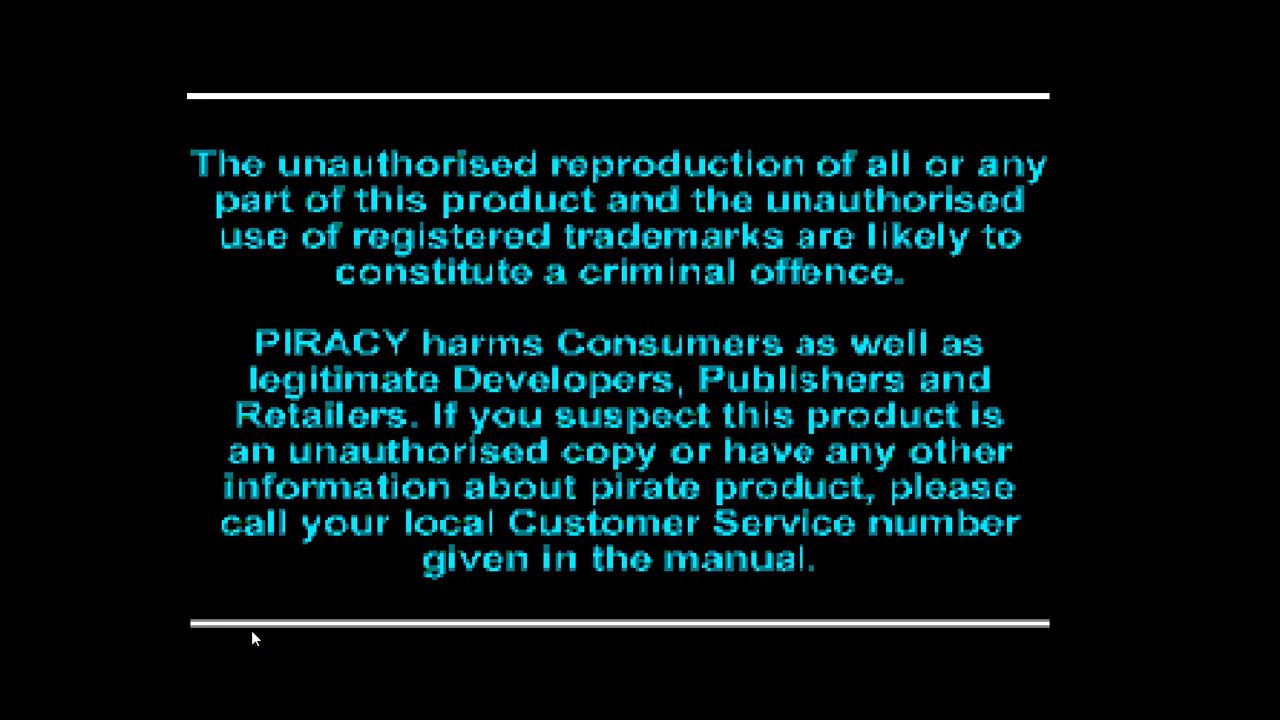 The unauthorised reproduction of all or any
part of this product and the unauthorised
use of registered trademarks are likely to
constitute a criminal offence.
PIRACY harms Consumers as well as
legitimate Developers, Publishers and
Retailers. If you suspect this product is
an unauthorised copy or have any other
information about pirate product, please
call your local Customer Service number
given in the manual.